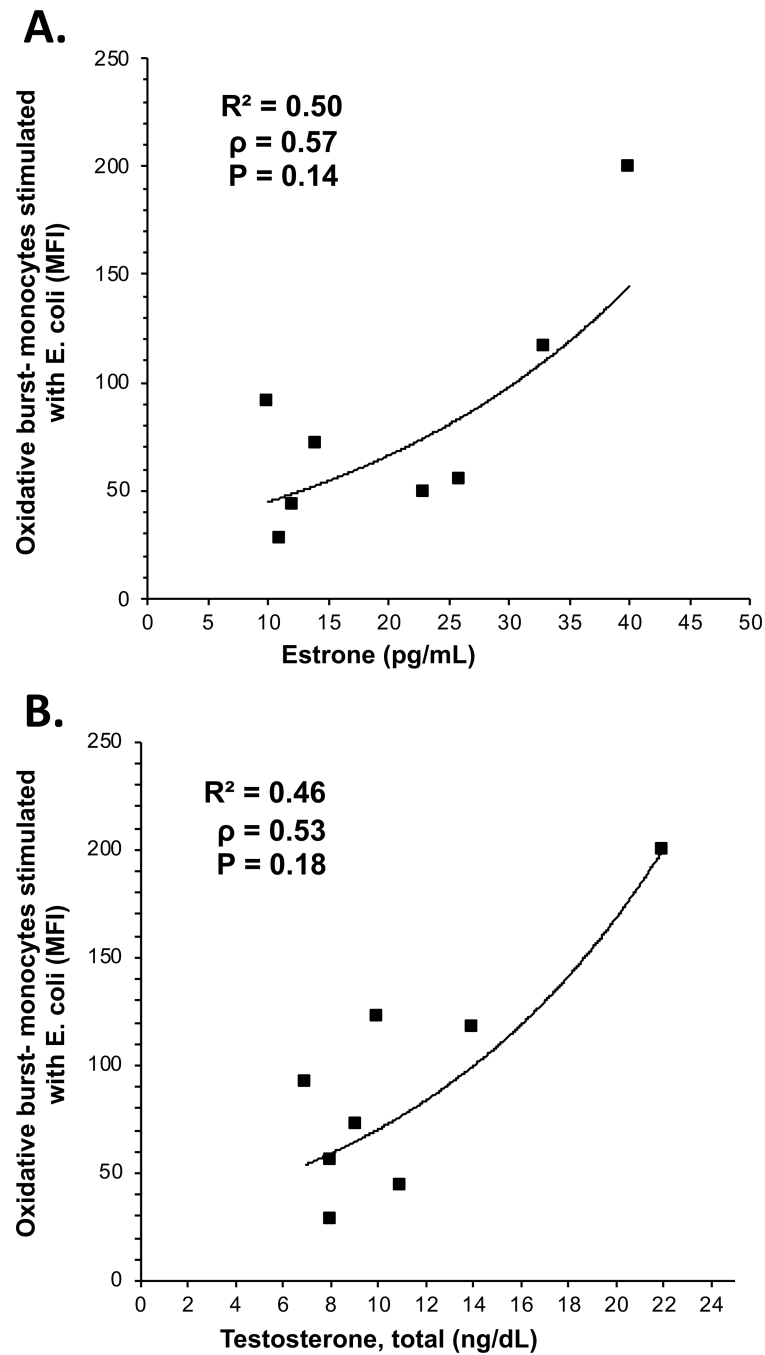 A.
Oxidative burst- monocytes stimulated
with E. coli (MFI)
250
200
150
100
50
0
R² = 0.50
ρ = 0.57
P = 0.14
0 5 10 15 20 25 30 35 40 45 50
Estrone (pg/mL)
B.
Oxidative burst- monocytes stimulated
with E. coli (MFI)
250
200
150
100
50
0
R² = 0.46
ρ = 0.53
P = 0.18
0 2 4 6 8 10 12 14 16 18 20 22 24
Testosterone, total (ng/dL)